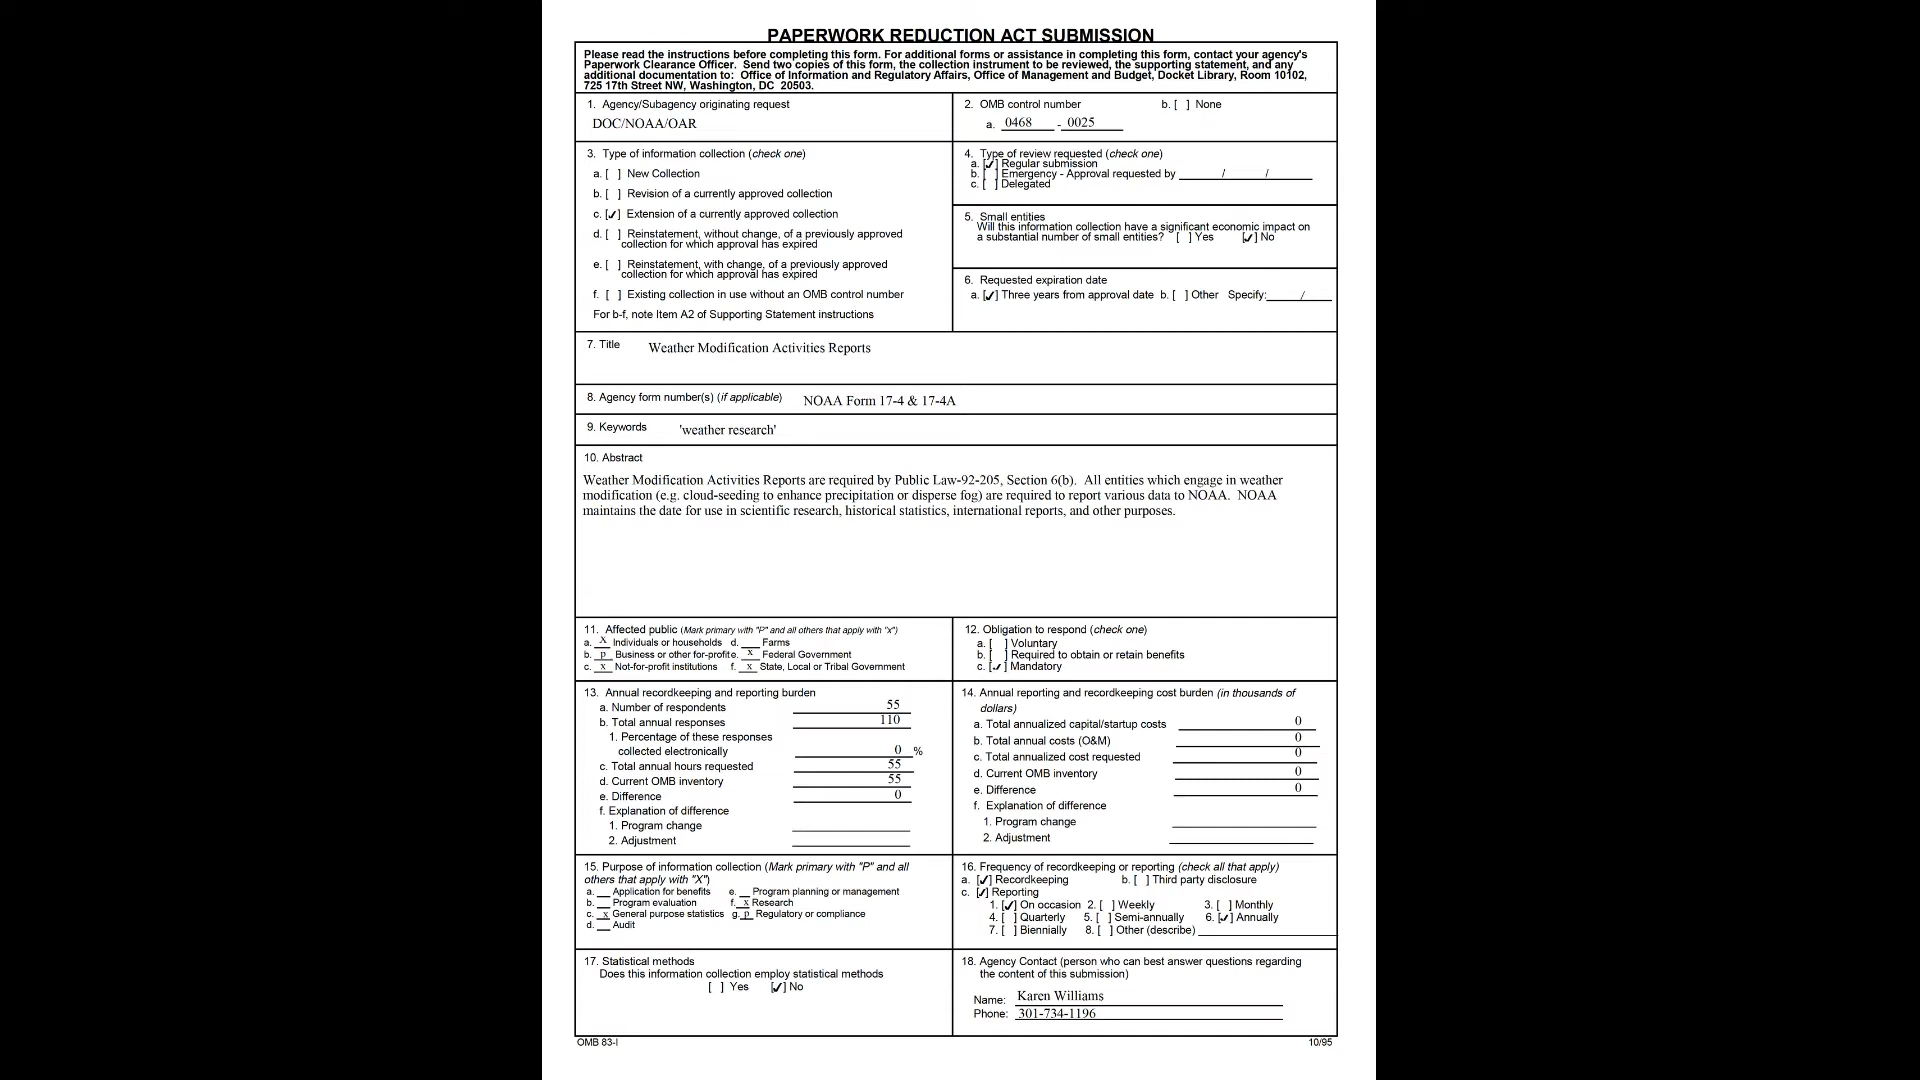 PAPERWORK REDUCTION ACT SUBMISSION
Please read the instructions before completing this form. For additional forms or assistance in completing this form, contact your agency's
Paperwork Clearance Officer.  Send two copies of this form, the collection instrument to be reviewed, the supporting statement, and any
additional documentation to:  Office of Information and Regulatory Affairs, Office of Management and Budget, Docket Library, Room 10102,
725 17th Street NW, Washington, DC  20503.
1.  Agency/Subagency originating request
DOC/NOAA/OAR
2.  OMB control number b. [ ] None
a. 0468 - 0025
3.  Type of information collection (check one)
a. [ ] New Collection
b. [ ] Revision of a currently approved collection
c. [✓] Extension of a currently approved collection
d. [ ] Reinstatement, without change, of a previously approved
collection for which approval has expired
e. [ ] Reinstatement, with change, of a previously approved
collection for which approval has expired
f. [ ] Existing collection in use without an OMB control number
For b-f, note Item A2 of Supporting Statement instructions
4.  Type of review requested (check one)
a. [✓] Regular submission
b. [ ] Emergency - Approval requested by ____ / ____ / ____
c. [ ] Delegated
5.  Small entities
Will this information collection have a significant economic impact on
a substantial number of small entities? [ ] Yes [✓] No
6.  Requested expiration date
a. [✓] Three years from approval date b. [ ] Other Specify: ___ / ___
7. Title Weather Modification Activities Reports
8. Agency form number(s) (if applicable) NOAA Form 17-4 & 17-4A
9. Keywords 'weather research'
10. Abstract
Weather Modification Activities Reports are required by Public Law-92-205, Section 6(b).  All entities which engage in weather
modification (e.g. cloud-seeding to enhance precipitation or disperse fog) are required to report various data to NOAA.  NOAA
maintains the date for use in scientific research, historical statistics, international reports, and other purposes.
11.  Affected public (Mark primary with "P" and all others that apply with "x")
a. X Individuals or households d. ___ Farms
b. p Business or other for-profit e. x Federal Government
c. x Not-for-profit institutions f. x State, Local or Tribal Government
12. Obligation to respond (check one)
a. [ ] Voluntary
b. [ ] Required to obtain or retain benefits
c. [✓] Mandatory
13.  Annual recordkeeping and reporting burden
a. Number of respondents 55
b. Total annual responses 110
1. Percentage of these responses
collected electronically 0 %
c. Total annual hours requested 55
d. Current OMB inventory 55
e. Difference 0
f. Explanation of difference
1. Program change
2. Adjustment
14. Annual reporting and recordkeeping cost burden (in thousands of
dollars)
a. Total annualized capital/startup costs 0
b. Total annual costs (O&M) 0
c. Total annualized cost requested 0
d. Current OMB inventory 0
e. Difference 0
f. Explanation of difference
1. Program change
2. Adjustment
15. Purpose of information collection (Mark primary with "P" and all
others that apply with "X")
a. ___ Application for benefits e. ___ Program planning or management
b. ___ Program evaluation f. x Research
c. x General purpose statistics g. p Regulatory or compliance
d. ___ Audit
16. Frequency of recordkeeping or reporting (check all that apply)
a. [✓] Recordkeeping b. [ ] Third party disclosure
c. [✓] Reporting
1. [✓] On occasion 2. [ ] Weekly 3. [ ] Monthly
4. [ ] Quarterly 5. [ ] Semi-annually 6. [✓] Annually
7. [ ] Biennially 8. [ ] Other (describe)
17. Statistical methods
Does this information collection employ statistical methods
[ ] Yes [✓] No
18. Agency Contact (person who can best answer questions regarding
the content of this submission)
Name: Karen Williams
Phone: 301-734-1196
OMB 83-I 10/95